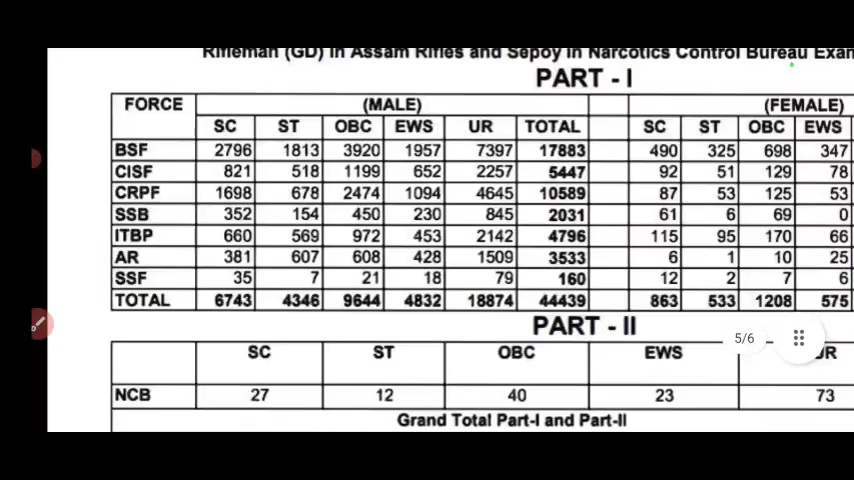 Rifleman (GD) in Assam Rifles and Sepoy in Narcotics Control Bureau Exam
PART - I
FORCE (MALE) (FEMALE)
SC ST OBC EWS UR TOTAL SC ST OBC EWS
BSF 2796 1813 3920 1957 7397 17883 490 325 698 347
CISF 821 518 1199 652 2257 5447 92 51 129 78
CRPF 1698 678 2474 1094 4645 10589 87 53 125 53
SSB 352 154 450 230 845 2031 61 6 69 0
ITBP 660 569 972 453 2142 4796 115 95 170 66
AR 381 607 608 428 1509 3533 6 1 10 25
SSF 35 7 21 18 79 160 12 2 7 6
TOTAL 6743 4346 9644 4832 18874 44439 863 533 1208 575
PART - II
5/6
SC ST OBC EWS UR
NCB 27 12 40 23 73
Grand Total Part-I and Part-II